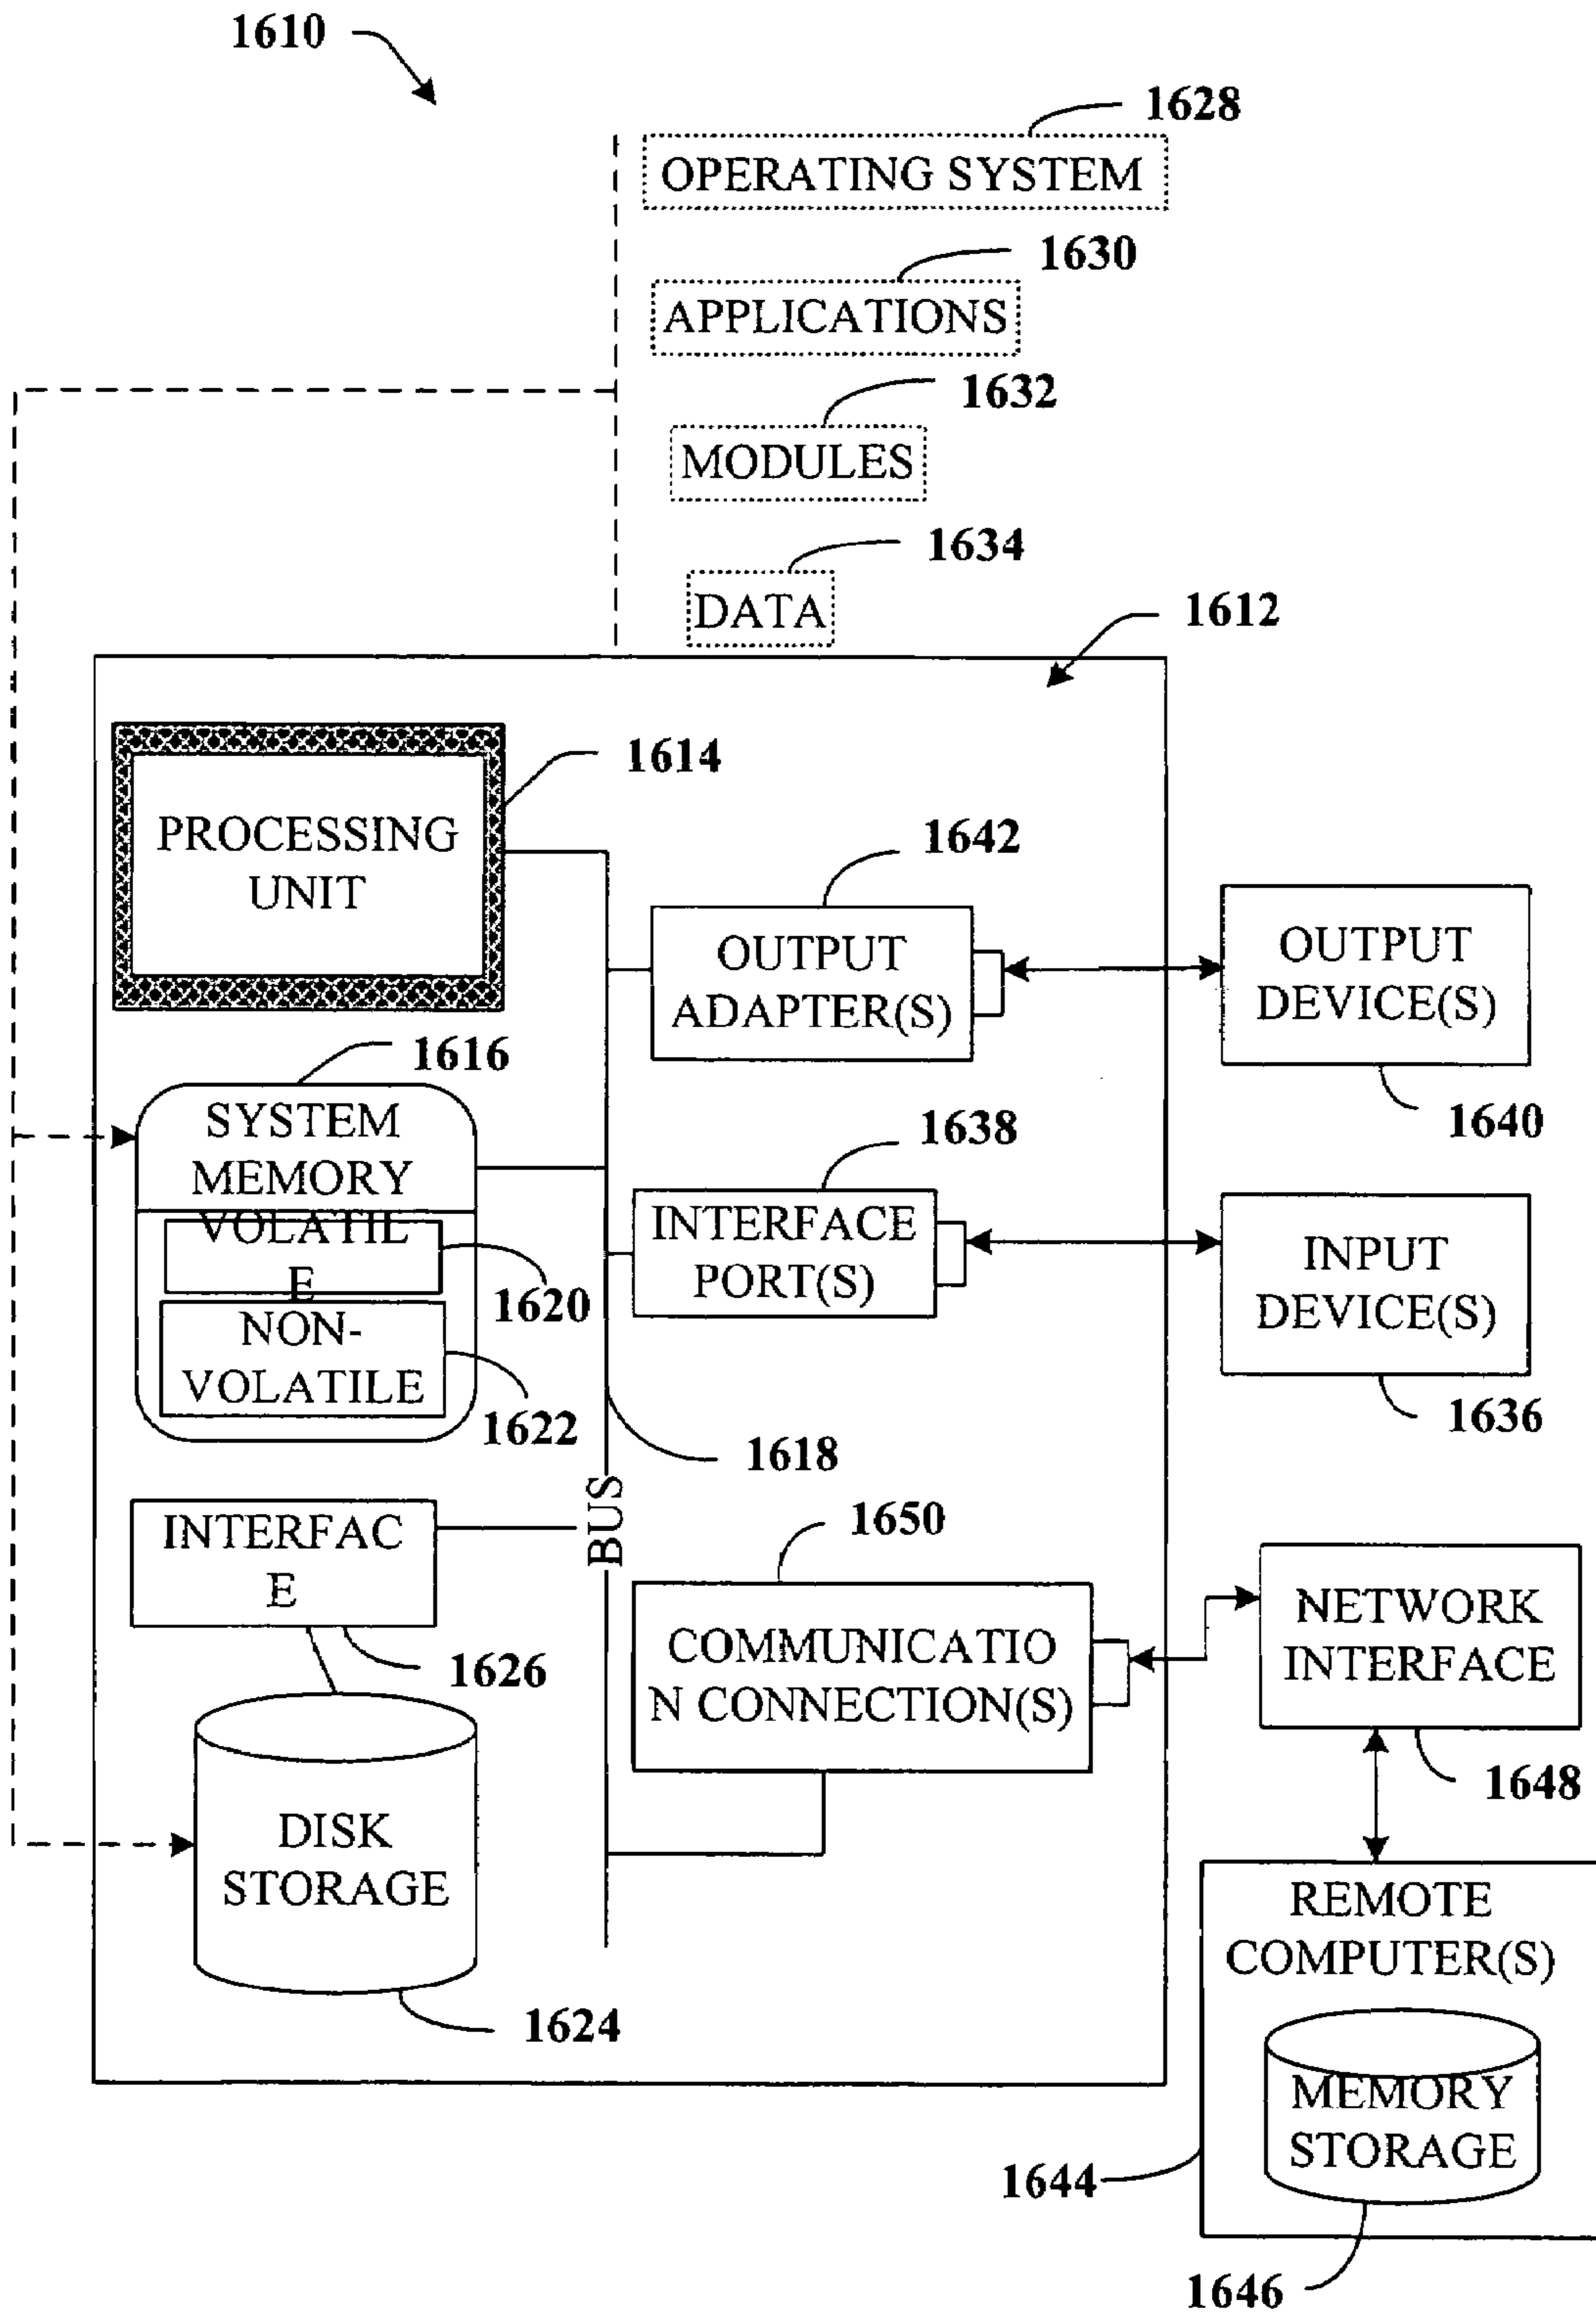 1610
1628
OPERATING SYSTEM
1630
APPLICATIONS
1632
MODULES
1634
DATA
1612
1614
PROCESSING
UNIT
1642
OUTPUT
ADAPTER(S)
OUTPUT
DEVICE(S)
1640
1616
SYSTEM
MEMORY
VOLATIL
E
1620
NON-
VOLATILE
1622
1638
INTERFACE
PORT(S)
INPUT
DEVICE(S)
1636
1618
BUS
INTERFAC
E
1626
1650
COMMUNICATIO
N CONNECTION(S)
NETWORK
INTERFACE
1648
DISK
STORAGE
1624
REMOTE
COMPUTER(S)
MEMORY
STORAGE
1644
1646